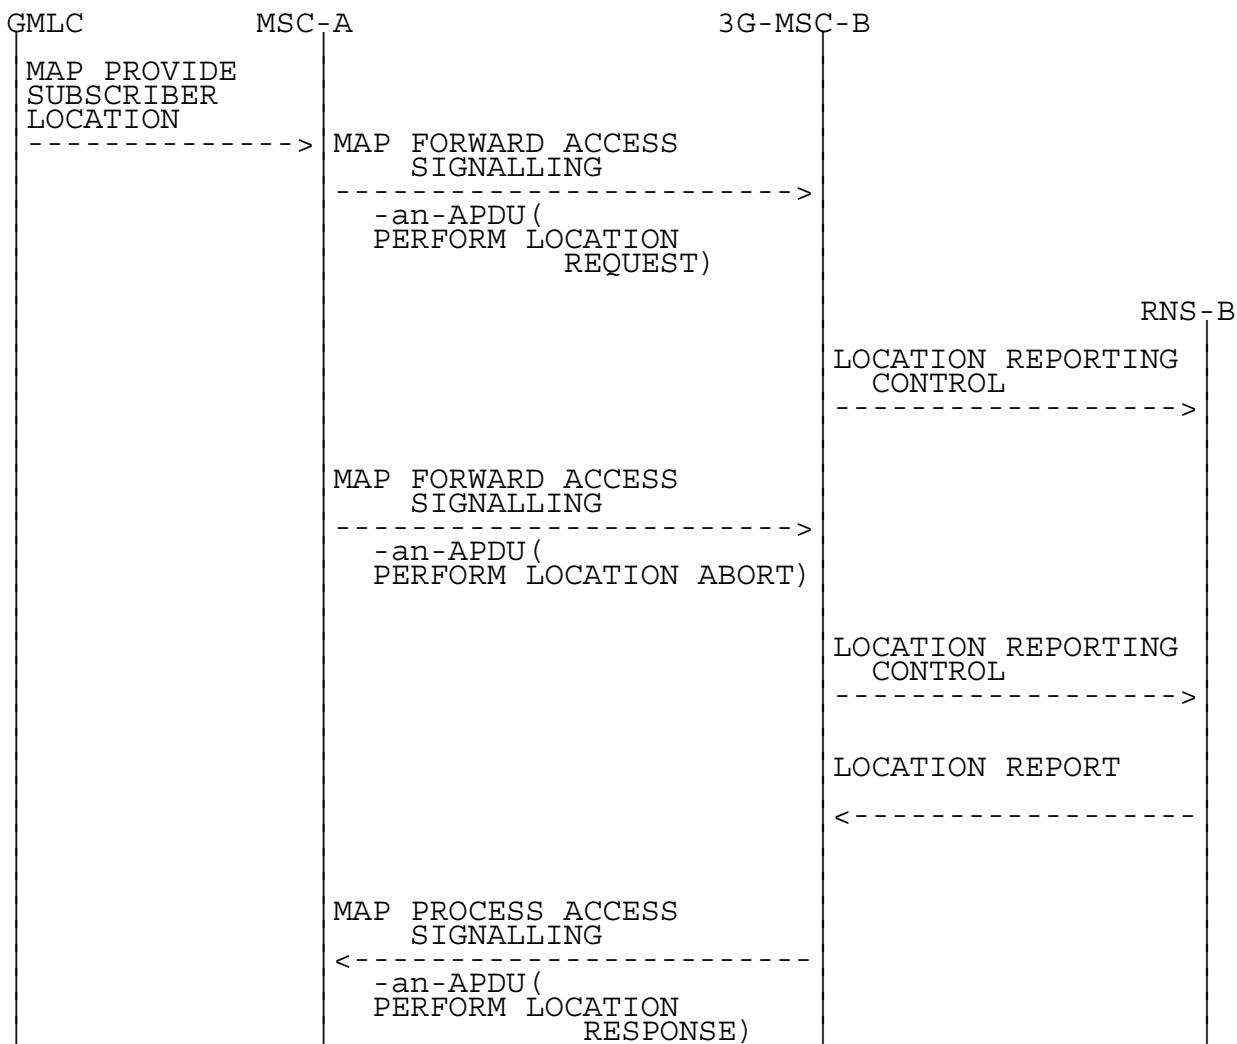 GMLC MSC-A 3G-MSC-B
MAP PROVIDE
SUBSCRIBER
LOCATION
MAP FORWARD ACCESS
SIGNALLING
-an-APDU(
PERFORM LOCATION
REQUEST)
RNS-B
LOCATION REPORTING
CONTROL
MAP FORWARD ACCESS
SIGNALLING
-an-APDU(
PERFORM LOCATION ABORT)
LOCATION REPORTING
CONTROL
LOCATION REPORT
MAP PROCESS ACCESS
SIGNALLING
-an-APDU(
PERFORM LOCATION
RESPONSE)